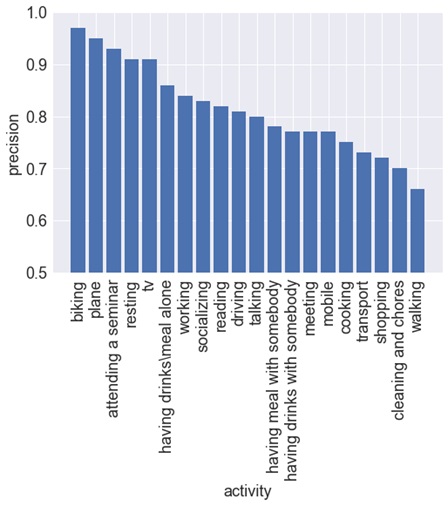 1.0
0.9
0.8
0.7
0.6
0.5
precision
biking
plane
attending a seminar
resting
tv
having drinks\meal alone
working
socializing
reading
driving
talking
having meal with somebody
having drinks with somebody
meeting
mobile
cooking
transport
shopping
cleaning and chores
walking
activity